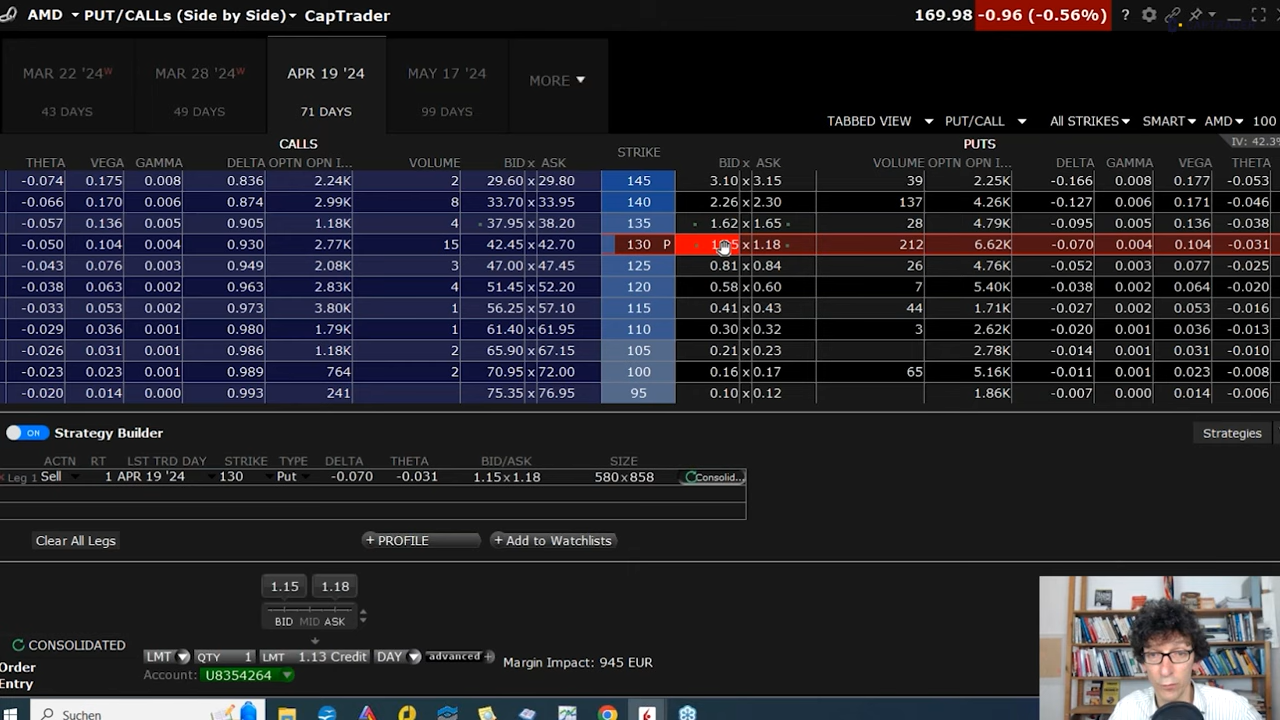 AMD PUT/CALLs (Side by Side) CapTrader 169.98 -0.96 (-0.56%) ?
MAR 22 '24W MAR 28 '24W APR 19 '24 MAY 17 '24 MORE
43 DAYS 49 DAYS 71 DAYS 99 DAYS
TABBED VIEW PUT/CALL All STRIKES SMART AMD 100
CALLS STRIKE PUTS IV: 42.3%
THETA VEGA GAMMA DELTA OPTN OPN I... VOLUME BID x ASK BID x ASK VOLUME OPTN OPN I... DELTA GAMMA VEGA THETA
-0.074 0.175 0.008 0.836 2.24K 2 29.60 x 29.80 145 3.10 x 3.15 39 2.25K -0.166 0.008 0.177 -0.053
-0.066 0.170 0.006 0.874 2.99K 8 33.70 x 33.95 140 2.26 x 2.30 137 4.26K -0.127 0.006 0.171 -0.046
-0.057 0.136 0.005 0.905 1.18K 4 37.95 x 38.20 135 1.62 x 1.65 28 4.79K -0.095 0.005 0.136 -0.038
-0.050 0.104 0.004 0.930 2.77K 15 42.45 x 42.70 130 P x 1.18 212 6.62K -0.070 0.004 0.104 -0.031
-0.043 0.076 0.003 0.949 2.08K 3 47.00 x 47.45 125 0.81 x 0.84 26 4.76K -0.052 0.003 0.077 -0.025
-0.038 0.063 0.002 0.963 2.83K 4 51.45 x 52.20 120 0.58 x 0.60 7 5.40K -0.038 0.002 0.064 -0.020
-0.033 0.053 0.002 0.973 3.80K 1 56.25 x 57.10 115 0.41 x 0.43 44 1.71K -0.027 0.002 0.053 -0.016
-0.029 0.036 0.001 0.980 1.79K 1 61.40 x 61.95 110 0.30 x 0.32 3 2.62K -0.020 0.001 0.036 -0.013
-0.026 0.031 0.001 0.986 1.18K 2 65.90 x 67.15 105 0.21 x 0.23 2.78K -0.014 0.001 0.031 -0.010
-0.023 0.023 0.001 0.989 764 2 70.95 x 72.00 100 0.16 x 0.17 65 5.16K -0.011 0.001 0.023 -0.008
-0.020 0.014 0.000 0.993 241 75.35 x 76.95 95 0.10 x 0.12 1.86K -0.007 0.000 0.014 -0.006
ON Strategy Builder Strategies
ACTN RT LST TRD DAY STRIKE TYPE DELTA THETA BID/ASK SIZE
Leg 1 Sell 1 APR 19 '24 130 Put -0.070 -0.031 1.15 x 1.18 580 x 858 Consolid...
Clear All Legs + PROFILE + Add to Watchlists
1.15 1.18
BID MID ASK
CONSOLIDATED
Order Entry LMT QTY 1 LMT 1.13 Credit DAY advanced + Margin Impact: 945 EUR
Account: U8354264
Suchen